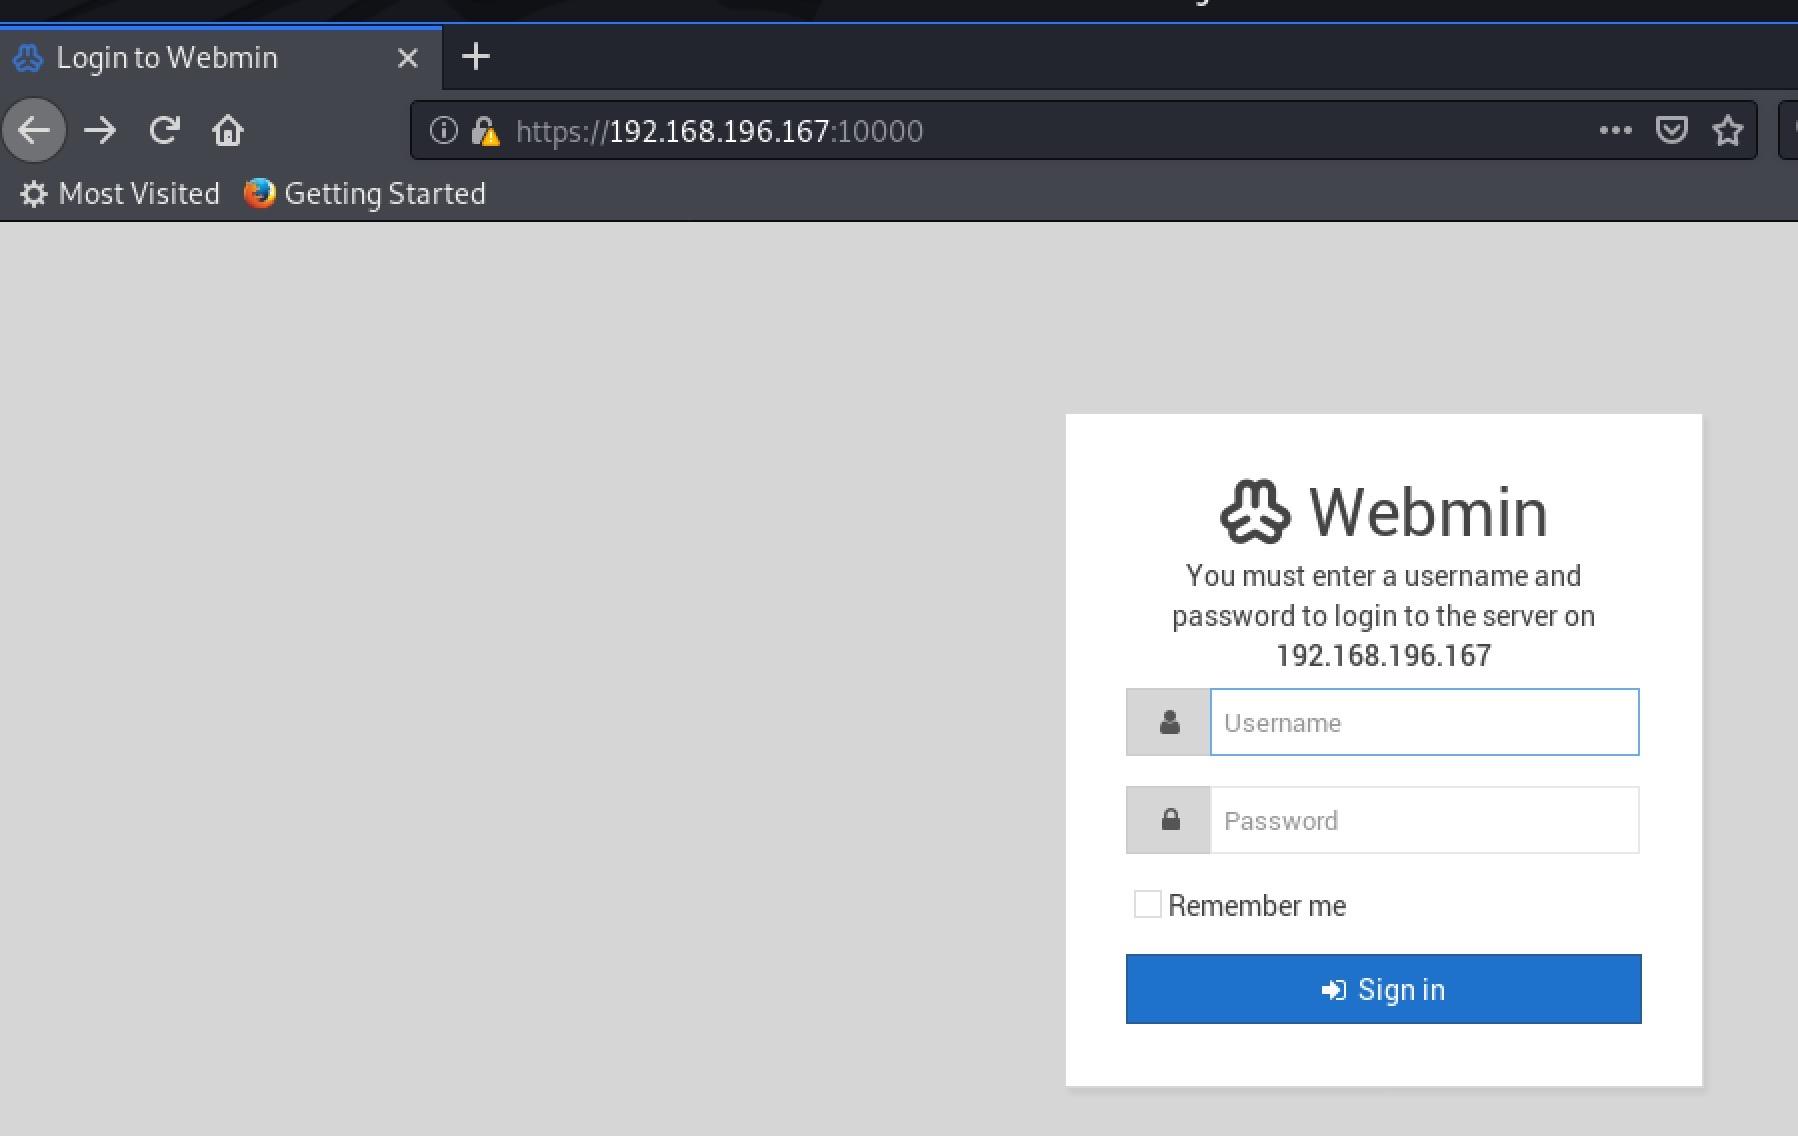 Login to Webmin
https://192.168.196.167:10000
Most Visited Getting Started
Webmin
You must enter a username and
password to login to the server on
192.168.196.167
Username
Password
Remember me
Sign in